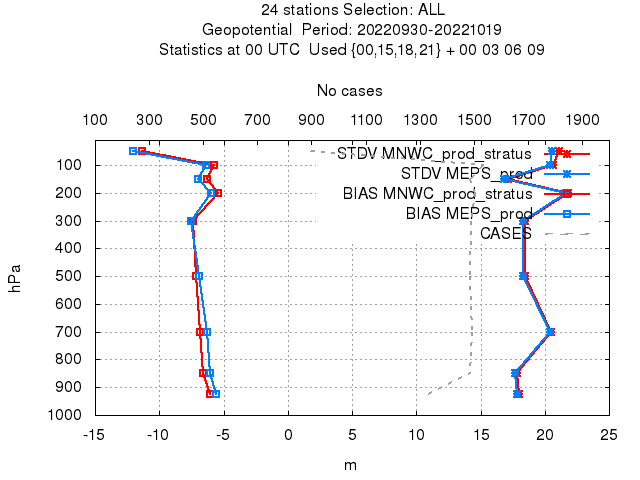 24 stations Selection: ALL
Geopotential  Period: 20220930-20221019
Statistics at 00 UTC  Used {00,15,18,21} + 00 03 06 09
No cases
100 300 500 700 900 1100 1300 1500 1700 1900
STDV MNWC_prod_stratus
STDV MEPS_prod
BIAS MNWC_prod_stratus
BIAS MEPS_prod
CASES
hPa
100
200
300
400
500
600
700
800
900
1000
-15 -10 -5 0 5 10 15 20 25
m